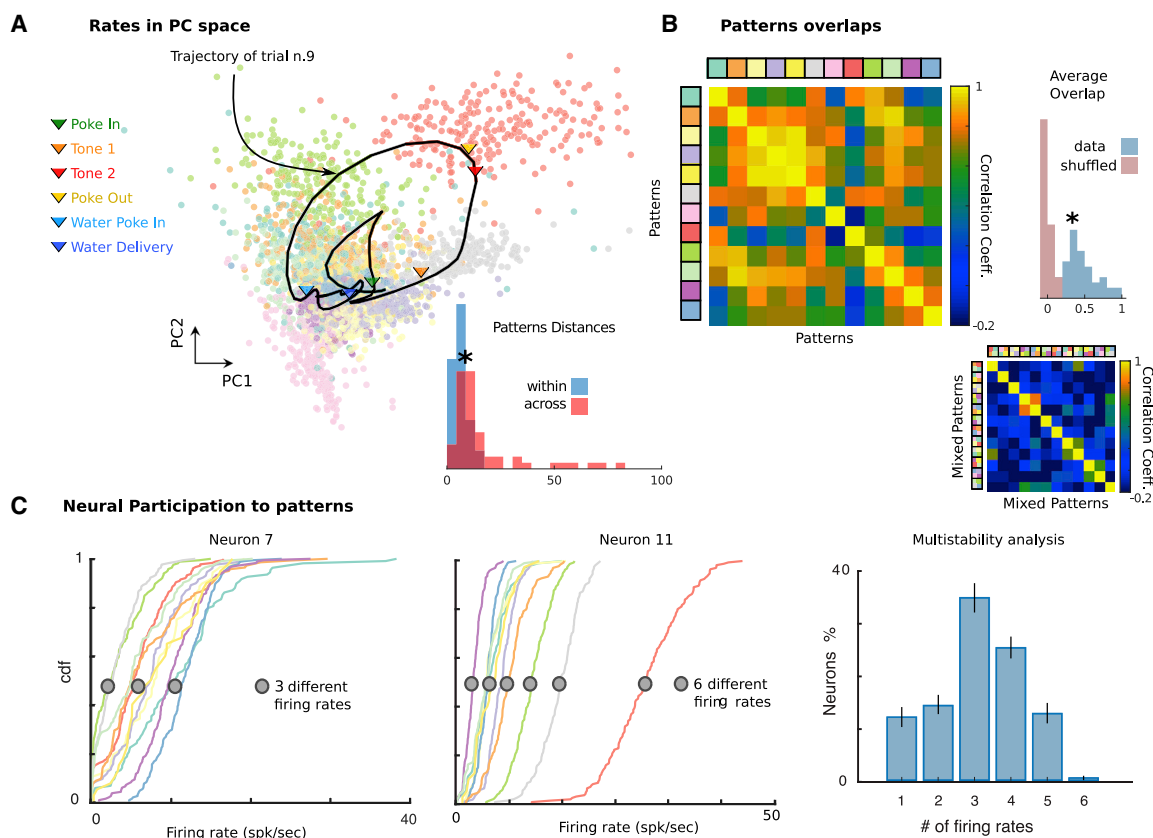 A
Rates in PC space
Trajectory of trial n.9
Poke In
Tone 1
Tone 2
Poke Out
Water Poke In
Water Delivery
PC2
PC1
Patterns Distances
*
within
across
0
50
100
B
Patterns overlaps
Patterns
Patterns
1
-0.2
Correlation Coeff.
Average
Overlap
data
shuffled
*
0
0.5
1
Mixed Patterns
Mixed Patterns
1
-0.2
Correlation Coeff.
C
Neural Participation to patterns
Neuron 7
1
cdf
0
3 different
firing rates
0
40
Firing rate (spk/sec)
Neuron 11
6 different
firing rates
0
50
Firing rate (spk/sec)
Multistability analysis
40
Neurons %
0
1 2 3 4 5 6
# of firing rates